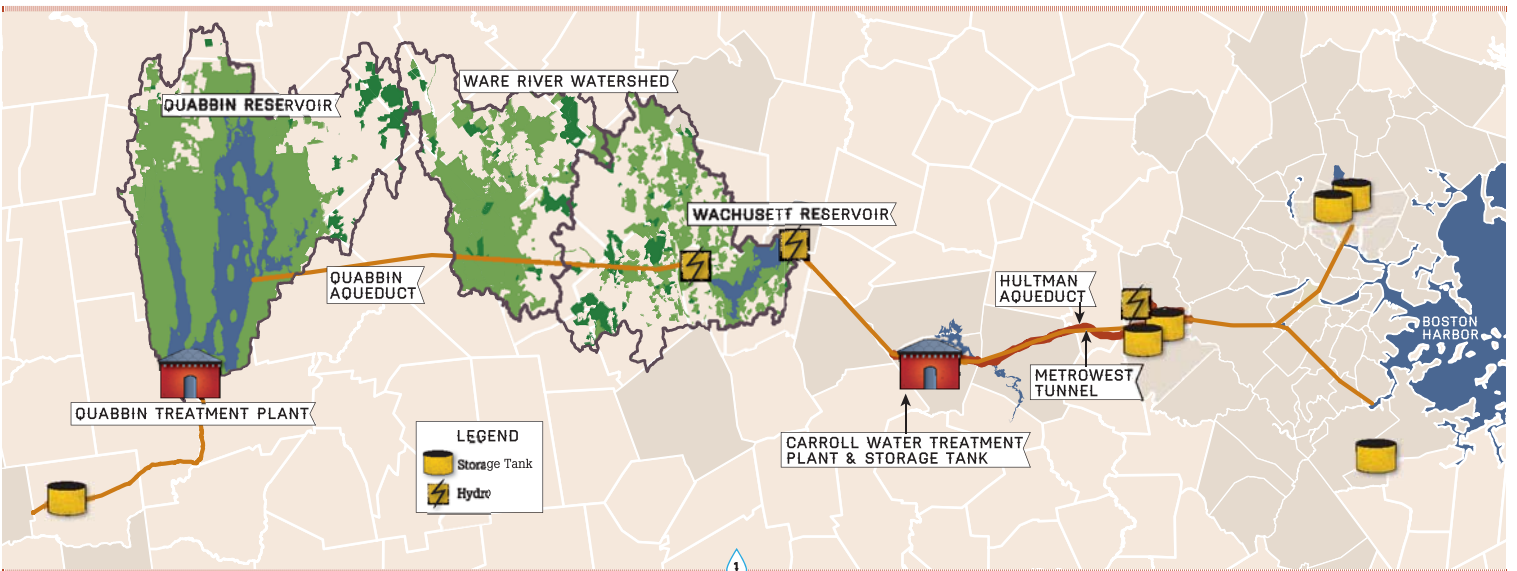 WARE RIVER WATERSHED
QUABBIN RESERVOIR
WACHUSETT RESERVOIR
QUABBIN
AQUEDUCT
HULTMAN
AQUEDUCT
BOSTON
HARBOR
METROWEST
TUNNEL
QUABBIN TREATMENT PLANT
CARROLL WATER TREATMENT
PLANT & STORAGE TANK
LEGEND
Storage Tank
Hydro
1